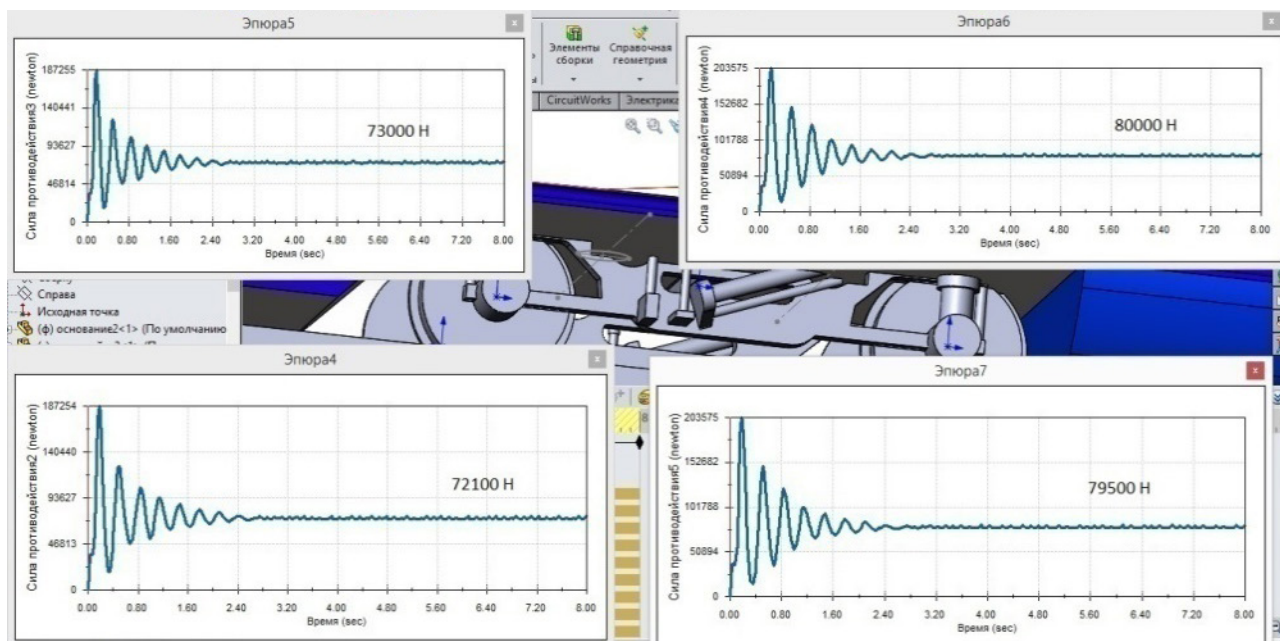 Эпюра5
x
Сила противодействия3 (newton)
187255
140441
93627
46814
0
73000 Н
0.00 0.80 1.60 2.40 3.20 4.00 4.80 5.60 6.40 7.20 8.00
Время (sec)
Элементы сборки
Справочная геометрия
CircuitWorks
Электрика
Эпюра6
x
Сила противодействия4 (newton)
203575
152682
101788
50894
0
80000 Н
0.00 0.80 1.60 2.40 3.20 4.00 4.80 5.60 6.40 7.20 8.00
Время (sec)
Справа
Исходная точка
(ф) основание2<1> (По умолчанию
Эпюра4
x
Сила противодействия2 (newton)
187254
140440
93627
46813
0
72100 Н
0.00 0.80 1.60 2.40 3.20 4.00 4.80 5.60 6.40 7.20 8.00
Время (sec)
8
Эпюра7
x
Сила противодействия5 (newton)
203575
152682
101788
50894
0
79500 Н
0.00 0.80 1.60 2.40 3.20 4.00 4.80 5.60 6.40 7.20 8.00
Время (sec)